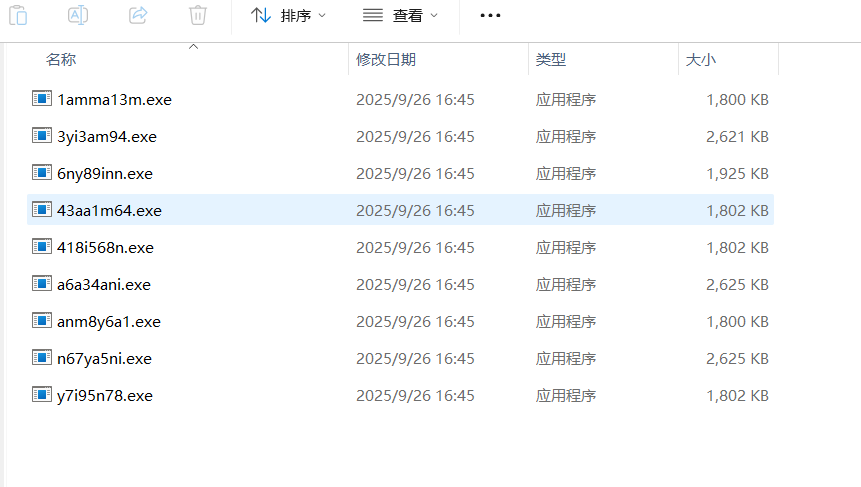 排序 查看
名称 修改日期 类型 大小
1amma13m.exe 2025/9/26 16:45 应用程序 1,800 KB
3yi3am94.exe 2025/9/26 16:45 应用程序 2,621 KB
6ny89inn.exe 2025/9/26 16:45 应用程序 1,925 KB
43aa1m64.exe 2025/9/26 16:45 应用程序 1,802 KB
418i568n.exe 2025/9/26 16:45 应用程序 1,802 KB
a6a34ani.exe 2025/9/26 16:45 应用程序 2,625 KB
anm8y6a1.exe 2025/9/26 16:45 应用程序 1,800 KB
n67ya5ni.exe 2025/9/26 16:45 应用程序 2,625 KB
y7i95n78.exe 2025/9/26 16:45 应用程序 1,802 KB